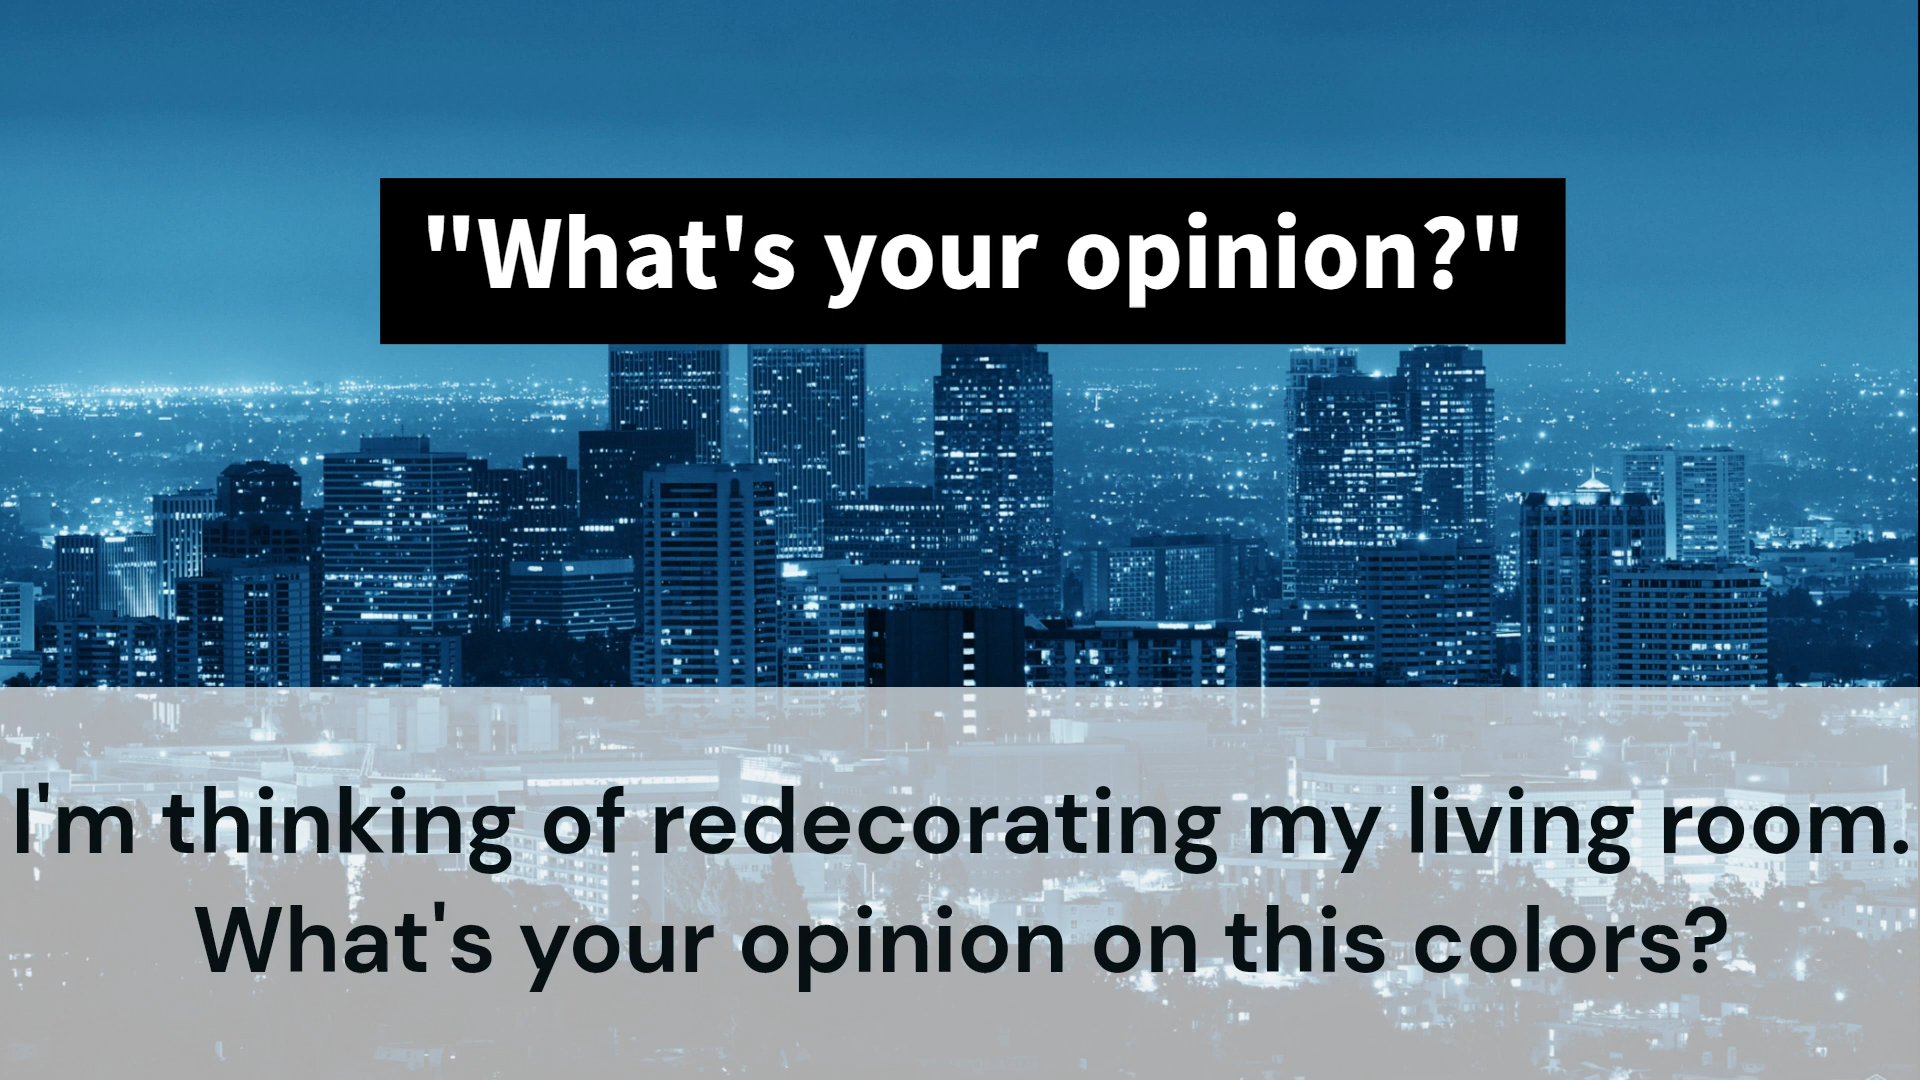 "What's your opinion?"
I'm thinking of redecorating my living room.
What's your opinion on this colors?